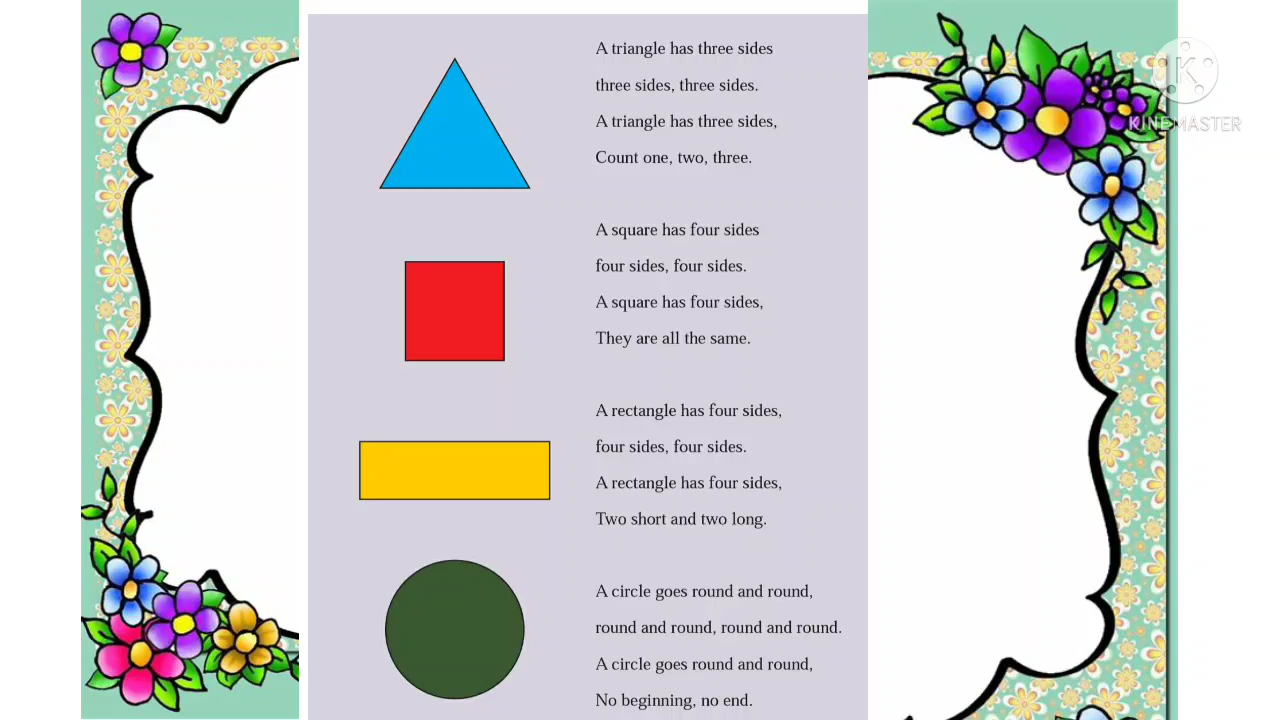 A triangle has three sides
three sides, three sides.
A triangle has three sides,
Count one, two, three.
A square has four sides
four sides, four sides.
A square has four sides,
They are all the same.
A rectangle has four sides,
four sides, four sides.
A rectangle has four sides,
Two short and two long.
A circle goes round and round,
round and round, round and round.
A circle goes round and round,
No beginning, no end.
K
KINEMASTER